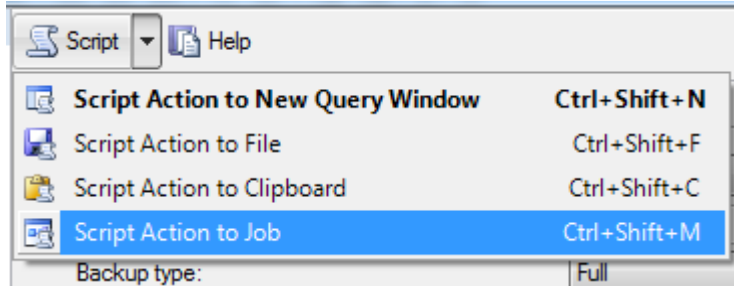 Script Help
Script Action to New Query Window Ctrl+Shift+N
Script Action to File Ctrl+Shift+F
Script Action to Clipboard Ctrl+Shift+C
Script Action to Job Ctrl+Shift+M
Backup type: Full